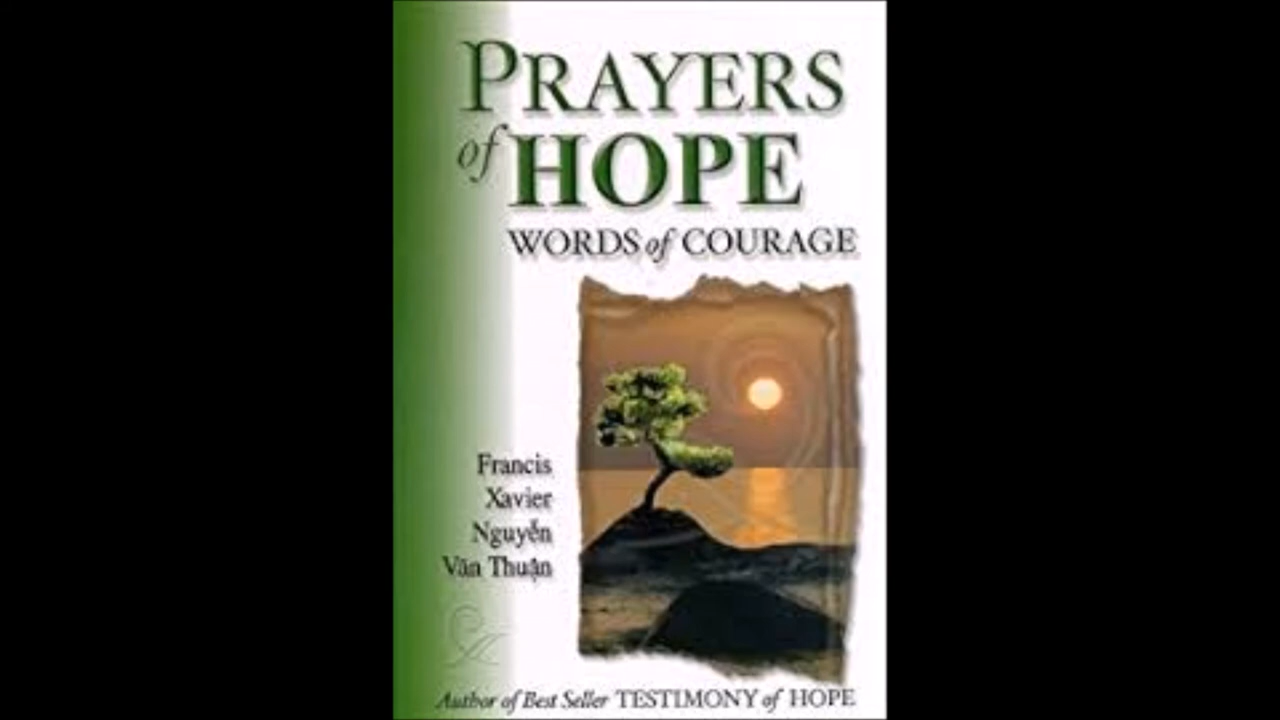 PRAYERS
of HOPE
WORDS of COURAGE
Francis
Xavier
Nguyễn
Văn Thuận
Author of Best Seller TESTIMONY of HOPE